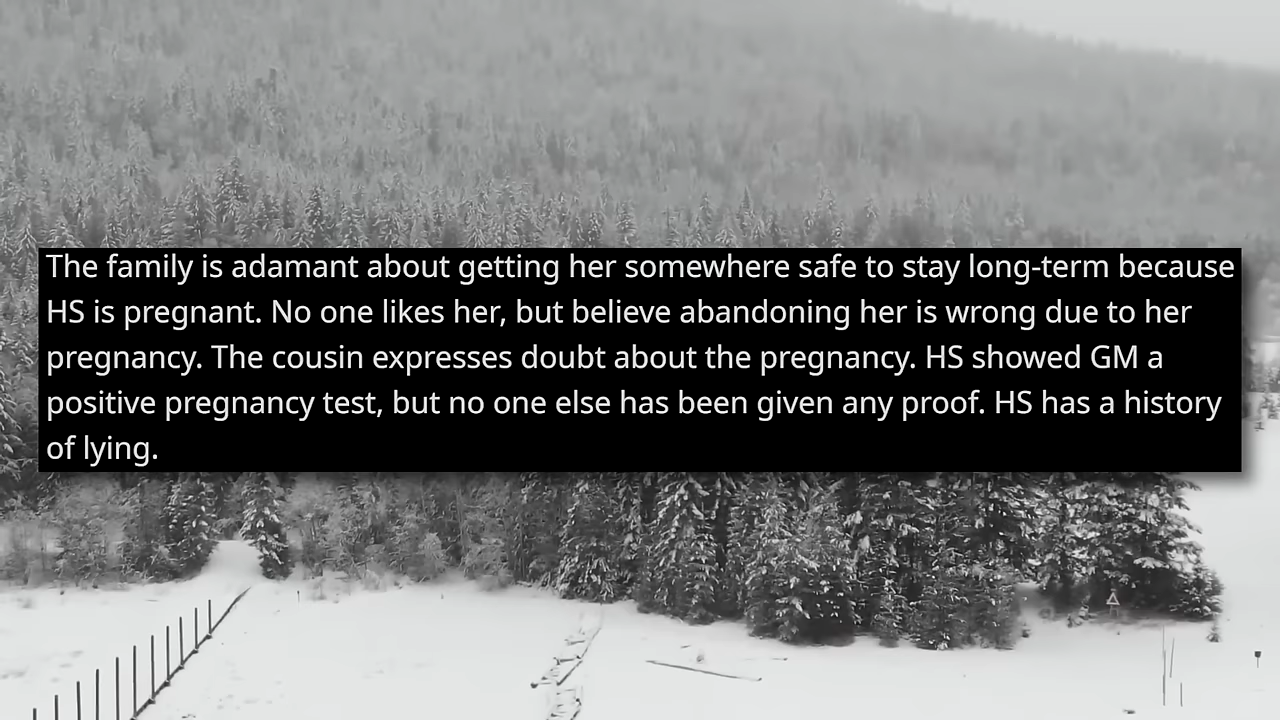 The family is adamant about getting her somewhere safe to stay long-term because
HS is pregnant. No one likes her, but believe abandoning her is wrong due to her
pregnancy. The cousin expresses doubt about the pregnancy. HS showed GM a
positive pregnancy test, but no one else has been given any proof. HS has a history
of lying.